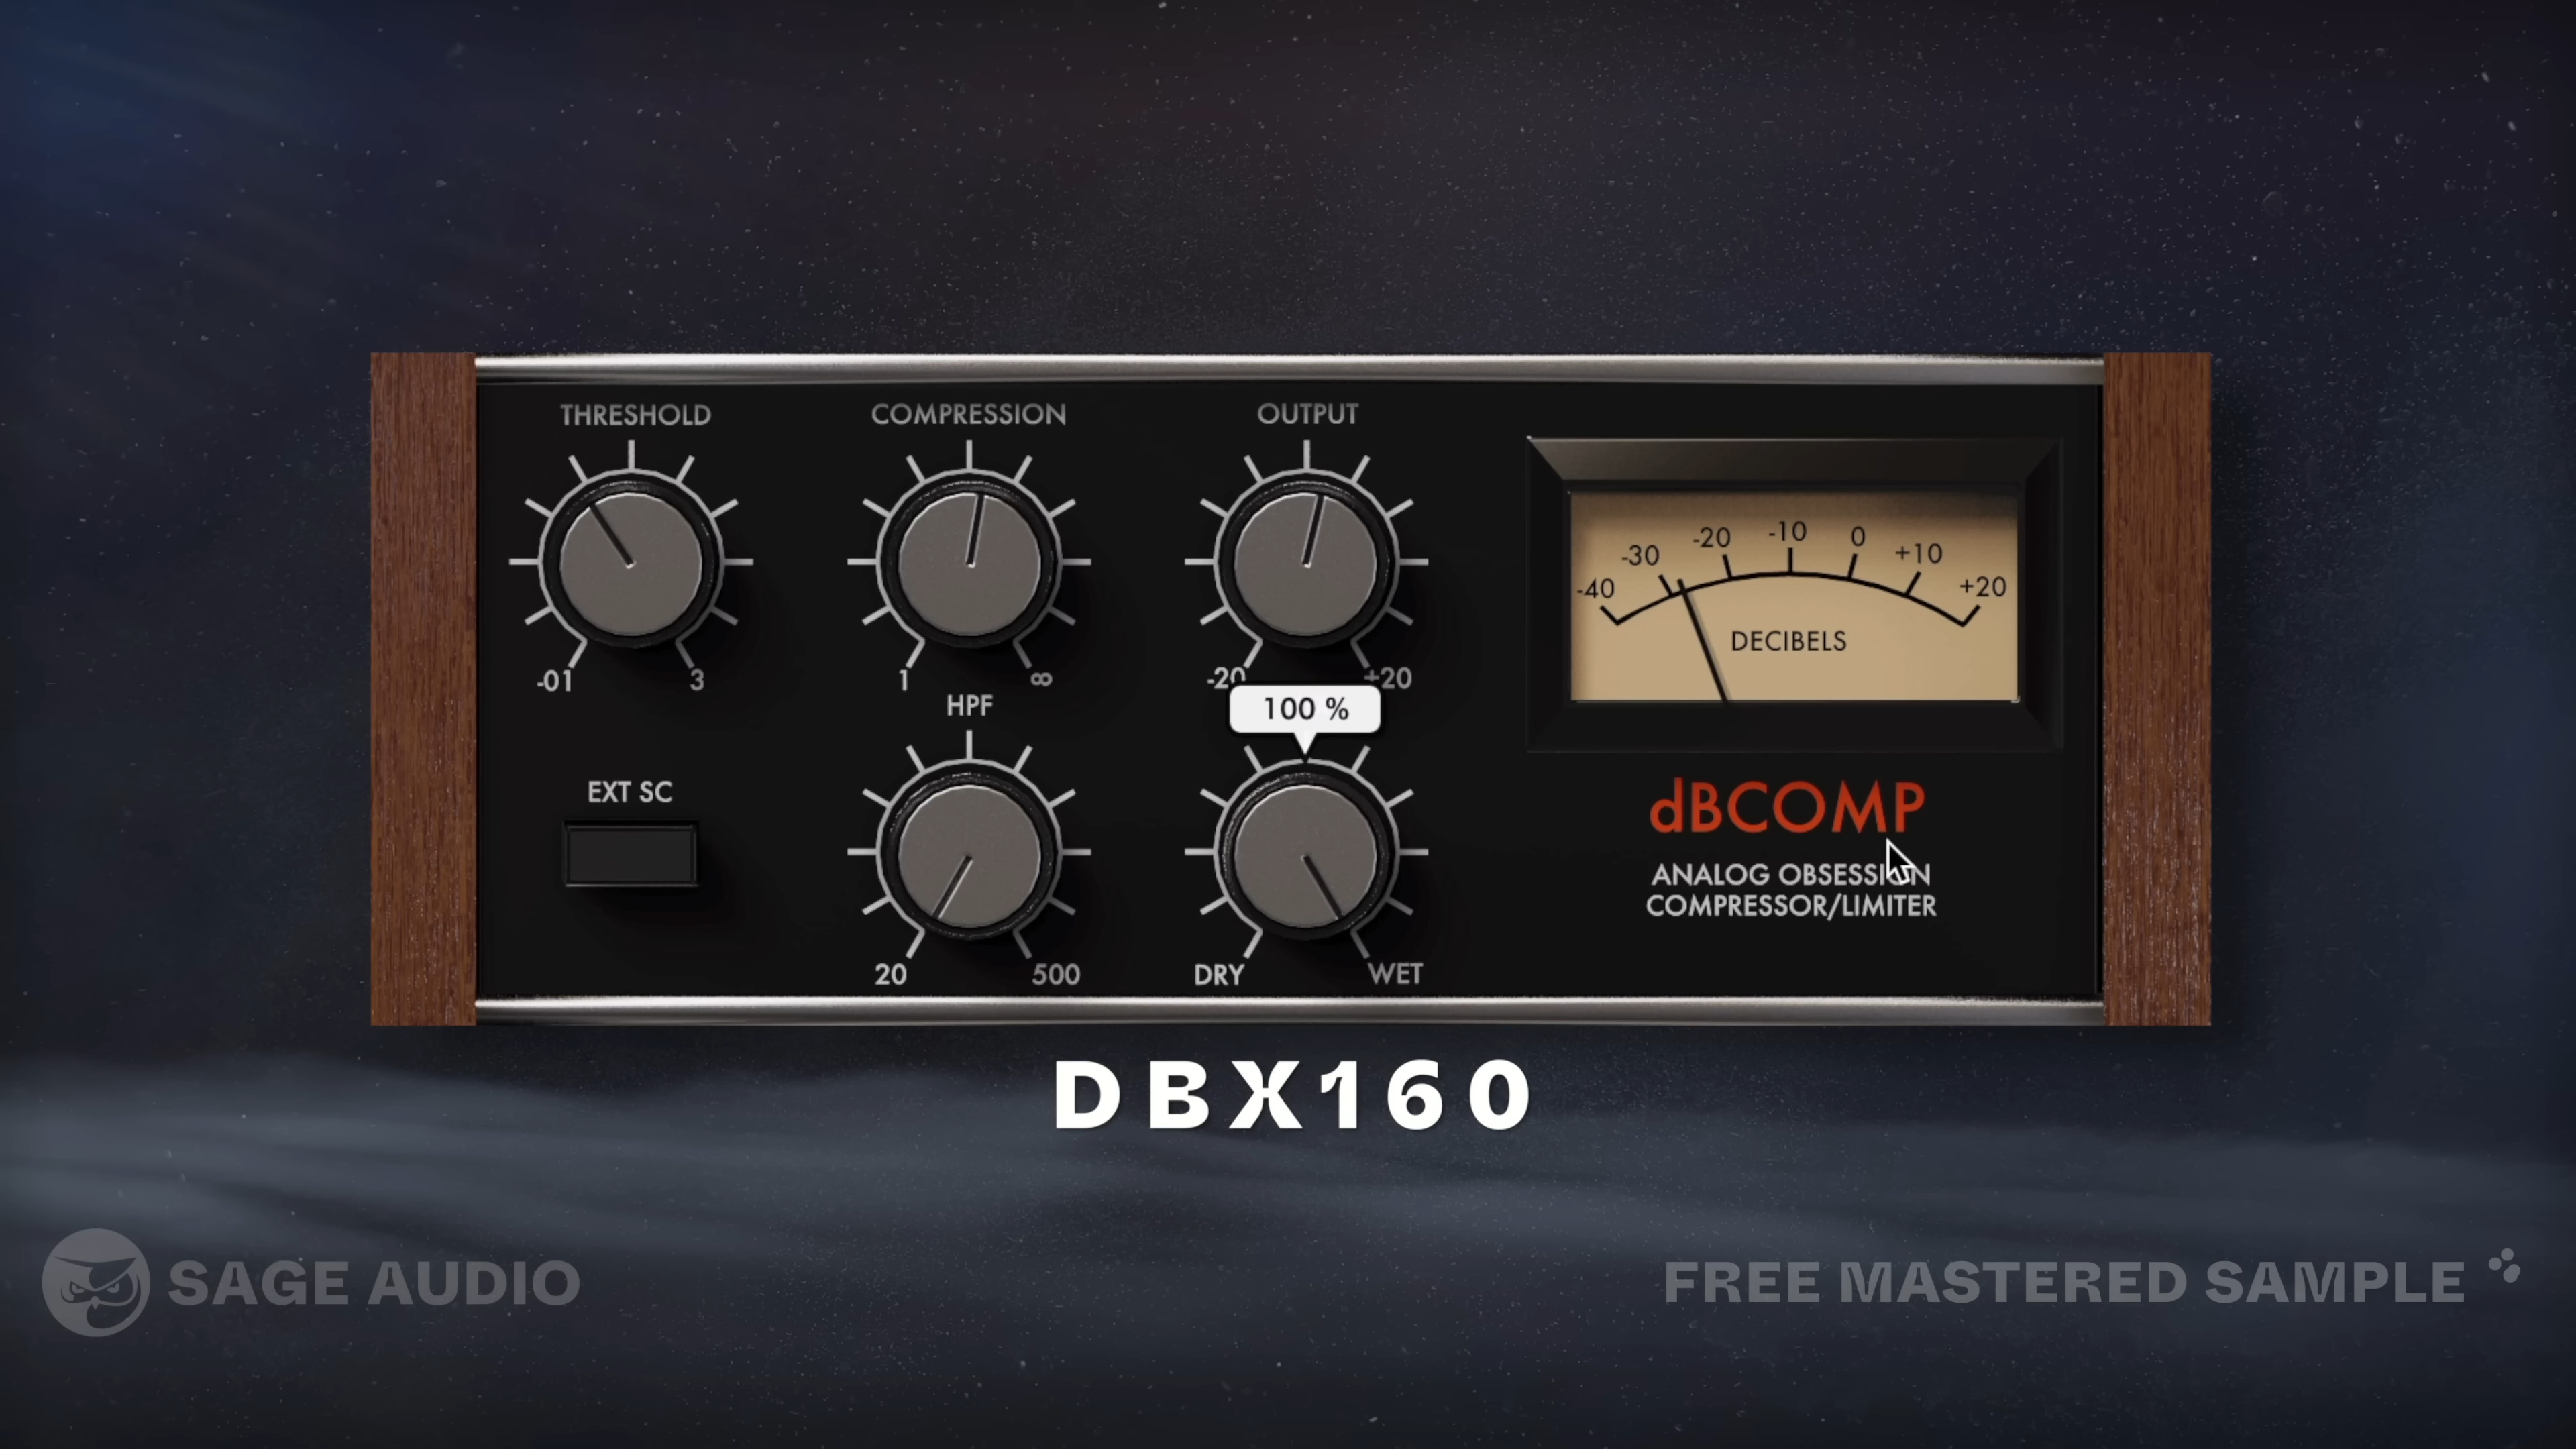 THRESHOLD COMPRESSION OUTPUT
-40 -30 -20 -10 0 +10 +20
DECIBELS
-01 3 1 ∞ -20 +20
HPF
100 %
EXT SC
dBCOMP
ANALOG OBSESSION
COMPRESSOR/LIMITER
20 500 DRY WET
DBX160
SAGE AUDIO
FREE MASTERED SAMPLE